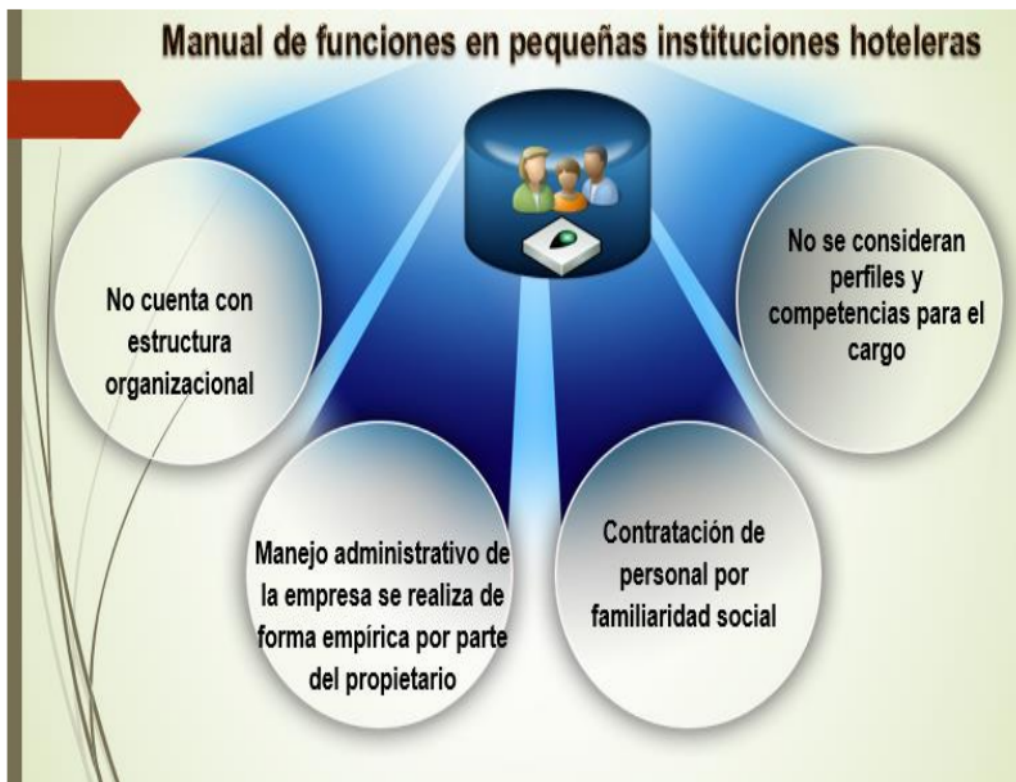 Manual de funciones en pequeñas instituciones hoteleras
No cuenta con
estructura
organizacional
Manejo administrativo de
la empresa se realiza de
forma empírica por parte
del propietario
Contratación de
personal por
familiaridad social
No se consideran
perfiles y
competencias para el
cargo